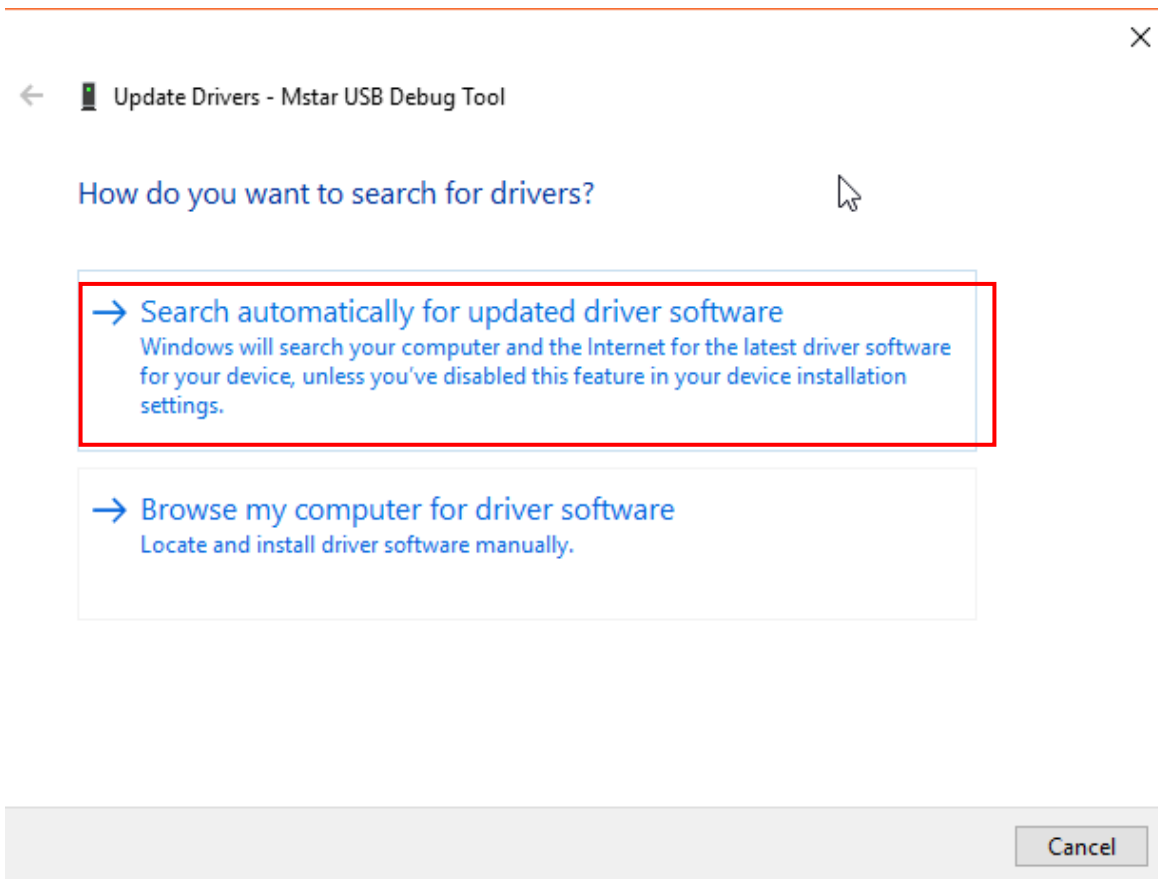 Update Drivers - Mstar USB Debug Tool
How do you want to search for drivers?
Search automatically for updated driver software
Windows will search your computer and the Internet for the latest driver software
for your device, unless you've disabled this feature in your device installation
settings.
Browse my computer for driver software
Locate and install driver software manually.
Cancel